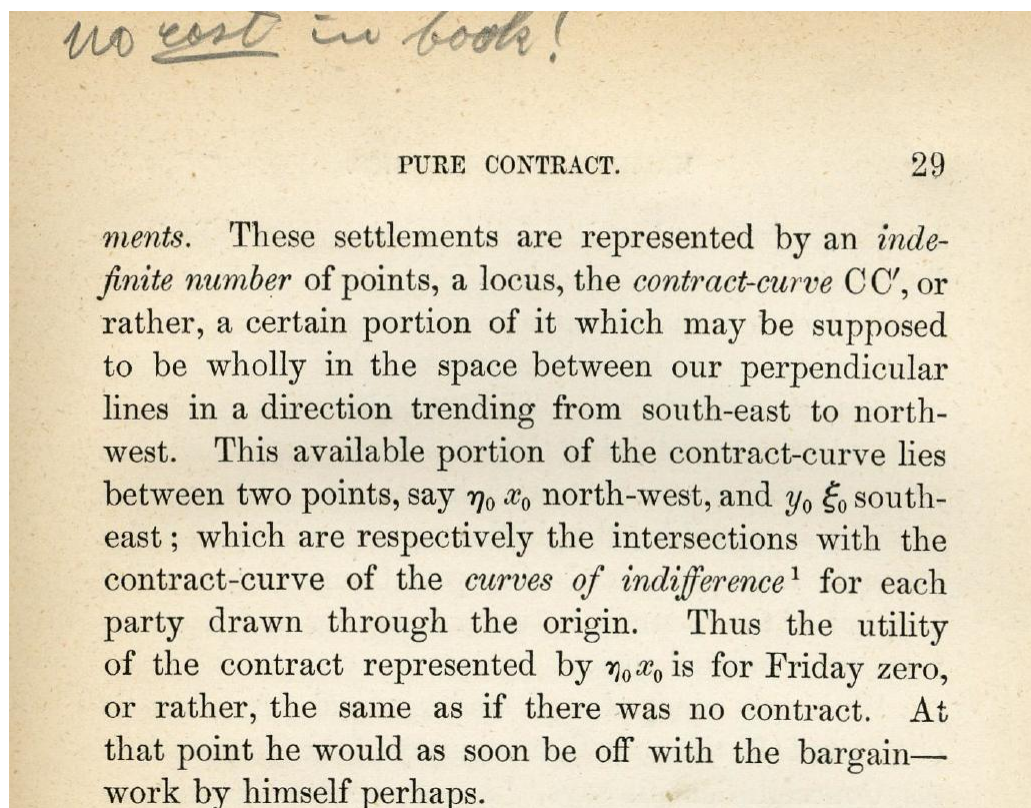 no cost in book!
PURE CONTRACT. 29
ments. These settlements are represented by an inde-
finite number of points, a locus, the contract-curve CC′, or
rather, a certain portion of it which may be supposed
to be wholly in the space between our perpendicular
lines in a direction trending from south-east to north-
west. This available portion of the contract-curve lies
between two points, say η₀ x₀ north-west, and y₀ ξ₀ south-
east; which are respectively the intersections with the
contract-curve of the curves of indifference¹ for each
party drawn through the origin. Thus the utility
of the contract represented by η₀x₀ is for Friday zero,
or rather, the same as if there was no contract. At
that point he would as soon be off with the bargain—
work by himself perhaps.